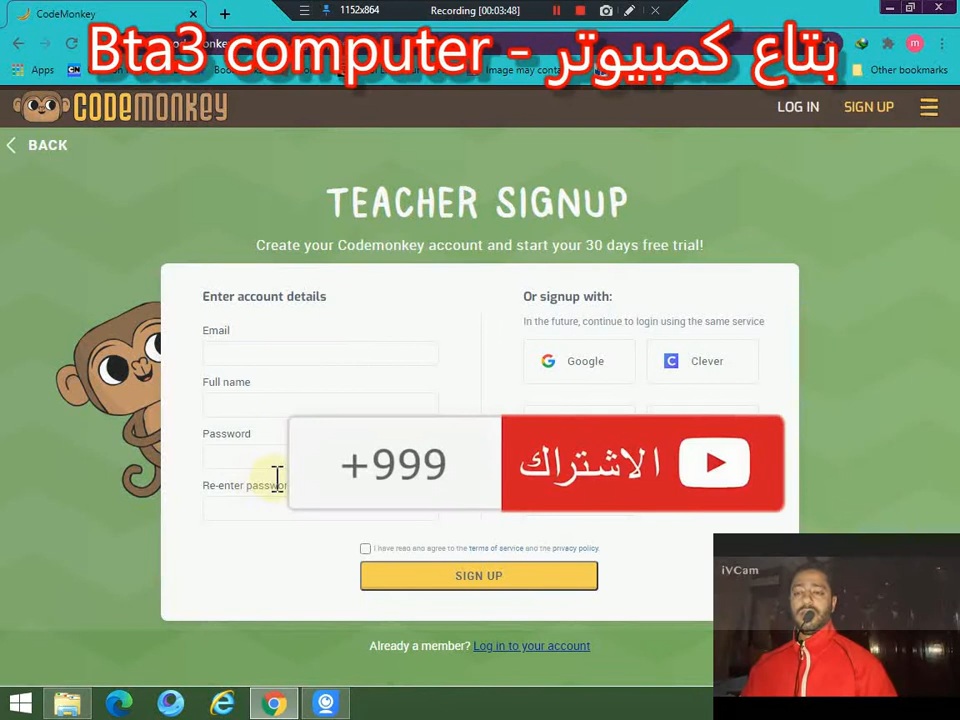 CodeMonkey
1152x864
Recording [00:03:48]
Bta3 computer - بتاع كمبيوتر
Apps
Image may cont
Other bookmarks
CODEMONKEY
LOG IN
SIGN UP
BACK
TEACHER SIGNUP
Create your Codemonkey account and start your 30 days free trial!
Enter account details
Or signup with:
In the future, continue to login using the same service
Email
Google
Clever
Full name
Password
+999
الاشتراك
Re-enter password
I have read and agree to the terms of service and the privacy policy.
SIGN UP
iVCam
Already a member? Log in to your account